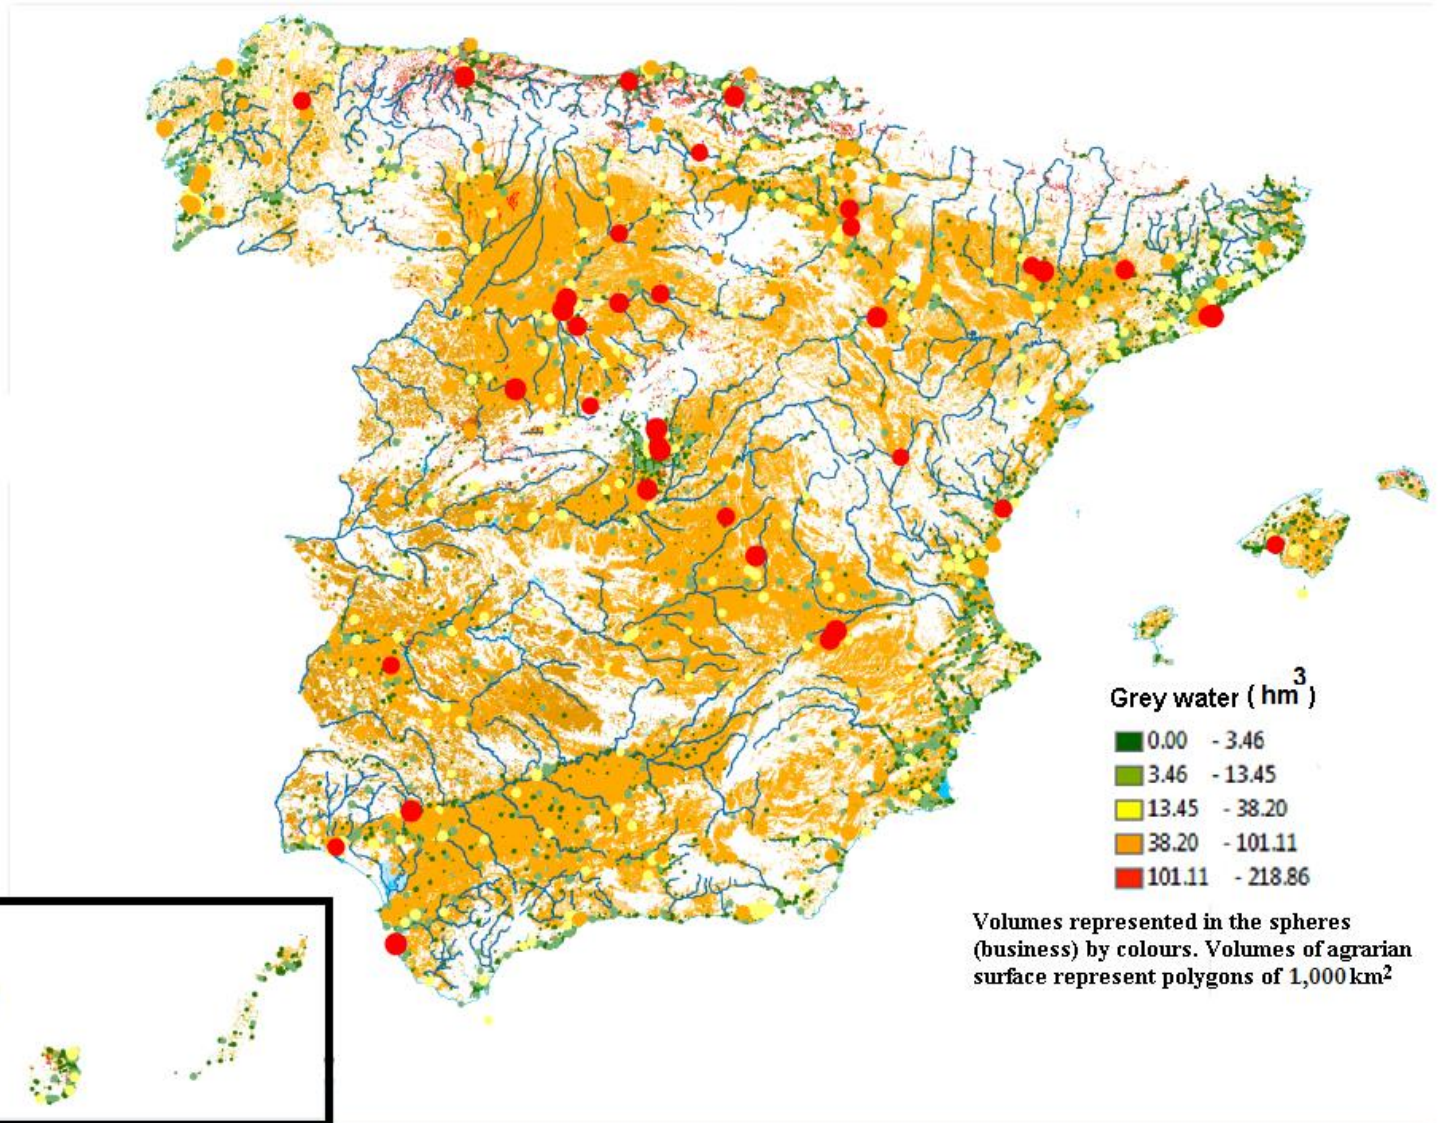 Grey water ( hm³ )
0.00 - 3.46
3.46 - 13.45
13.45 - 38.20
38.20 - 101.11
101.11 - 218.86
Volumes represented in the spheres
(business) by colours. Volumes of agrarian
surface represent polygons of 1,000 km²